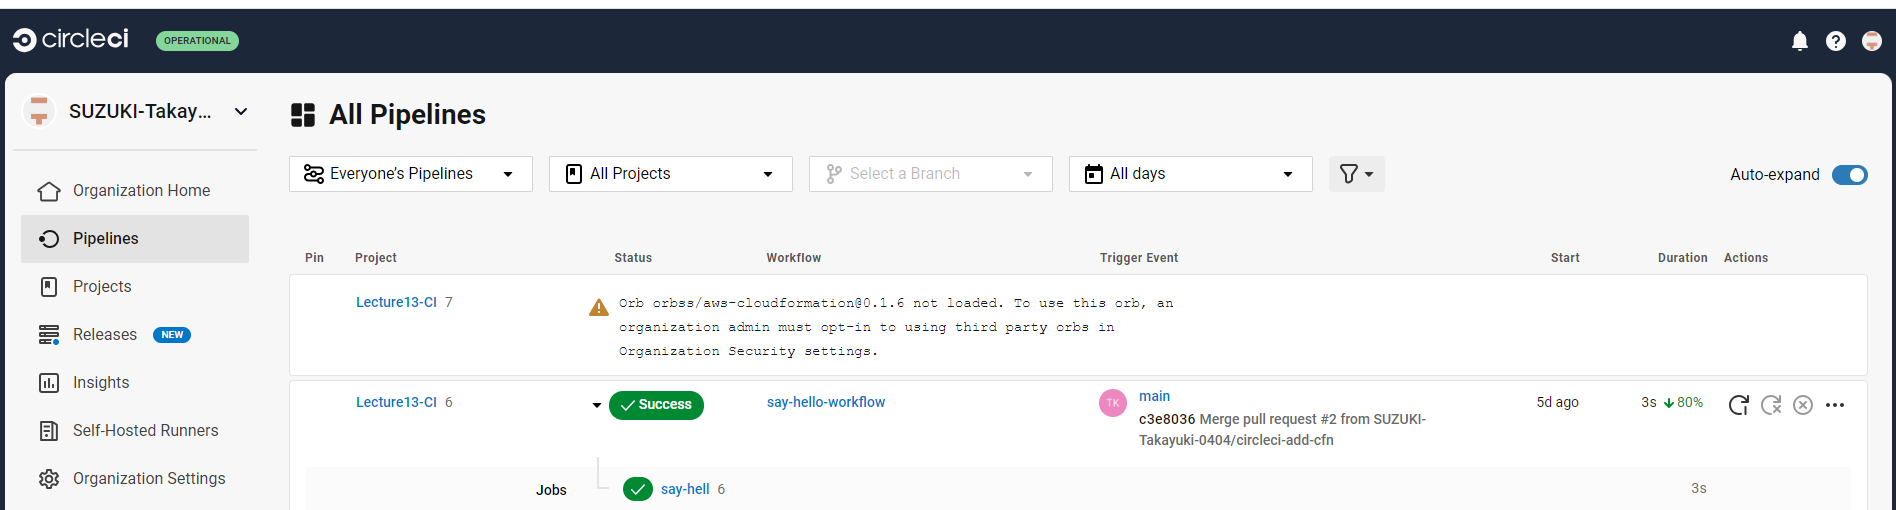 circleci
OPERATIONAL
SUZUKI-Takay...
All Pipelines
Everyone's Pipelines
All Projects
Select a Branch
All days
Auto-expand
Organization Home
Pipelines
Projects
Releases NEW
Insights
Self-Hosted Runners
Organization Settings
Pin Project Status Workflow Trigger Event Start Duration Actions
Lecture13-CI 7
Orb orbss/aws-cloudformation@0.1.6 not loaded. To use this orb, an
organization admin must opt-in to using third party orbs in
Organization Security settings.
Lecture13-CI 6
Success
say-hello-workflow
TK
main
c3e8036 Merge pull request #2 from SUZUKI-
Takayuki-0404/circleci-add-cfn
5d ago
3s 80%
Jobs
say-hell 6
3s